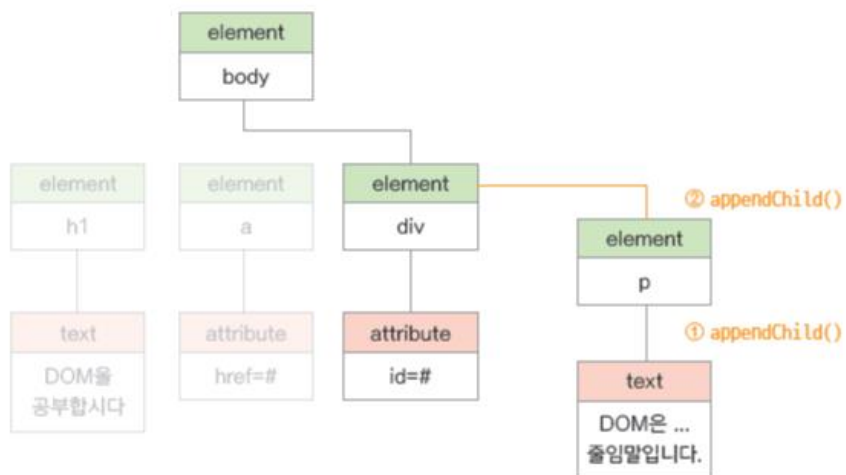 element
body
element
h1
element
a
element
div
② appendChild()
element
p
text
DOM을
공부합시다
attribute
href=#
attribute
id=#
① appendChild()
text
DOM은 ...
줄임말입니다.